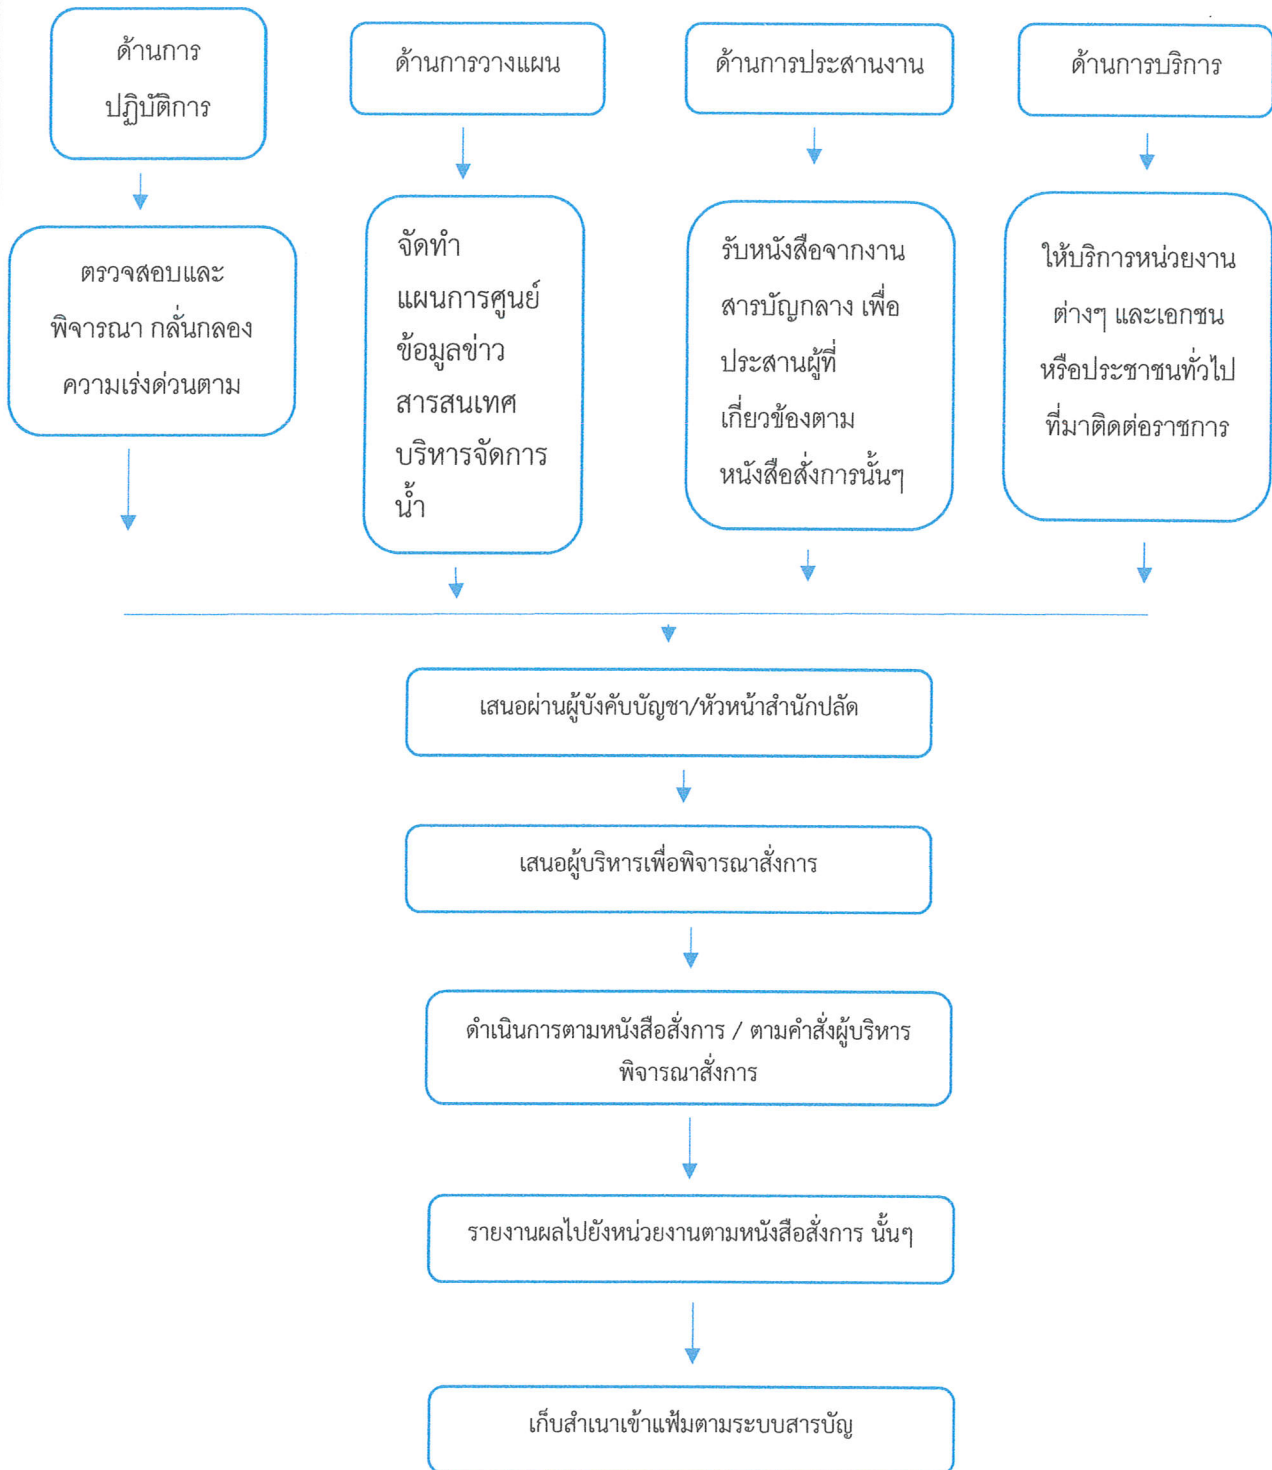 ด้านการ
ปฏิบัติการ
ด้านการวางแผน
ด้านการประสานงาน
ด้านการบริการ
ตรวจสอบและ
พิจารณา กลั่นกลอง
ความเร่งด่วนตาม
จัดทำ
แผนการศูนย์
ข้อมูลข่าว
สารสนเทศ
บริหารจัดการ
น้ำ
รับหนังสือจากงาน
สารบัญกลาง เพื่อ
ประสานผู้ที่
เกี่ยวข้องตาม
หนังสือสั่งการนั้นๆ
ให้บริการหน่วยงาน
ต่างๆ และเอกชน
หรือประชาชนทั่วไป
ที่มาติดต่อราชการ
เสนอผ่านผู้บังคับบัญชา/หัวหน้าสำนักปลัด
เสนอผู้บริหารเพื่อพิจารณาสั่งการ
ดำเนินการตามหนังสือสั่งการ / ตามคำสั่งผู้บริหาร
พิจารณาสั่งการ
รายงานผลไปยังหน่วยงานตามหนังสือสั่งการ นั้นๆ
เก็บสำเนาเข้าแฟ้มตามระบบสารบัญ